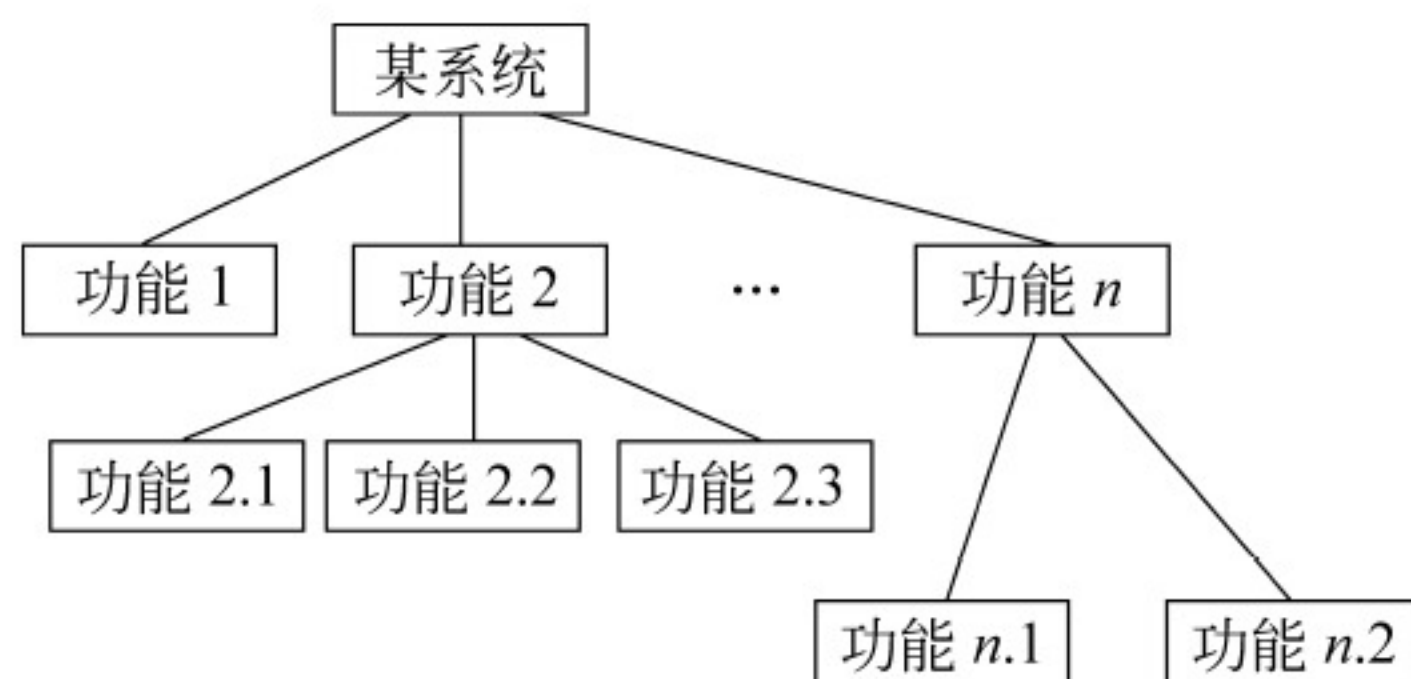 某系统
功能 1
功能 2
...
功能 n
功能 2.1
功能 2.2
功能 2.3
功能 n.1
功能 n.2